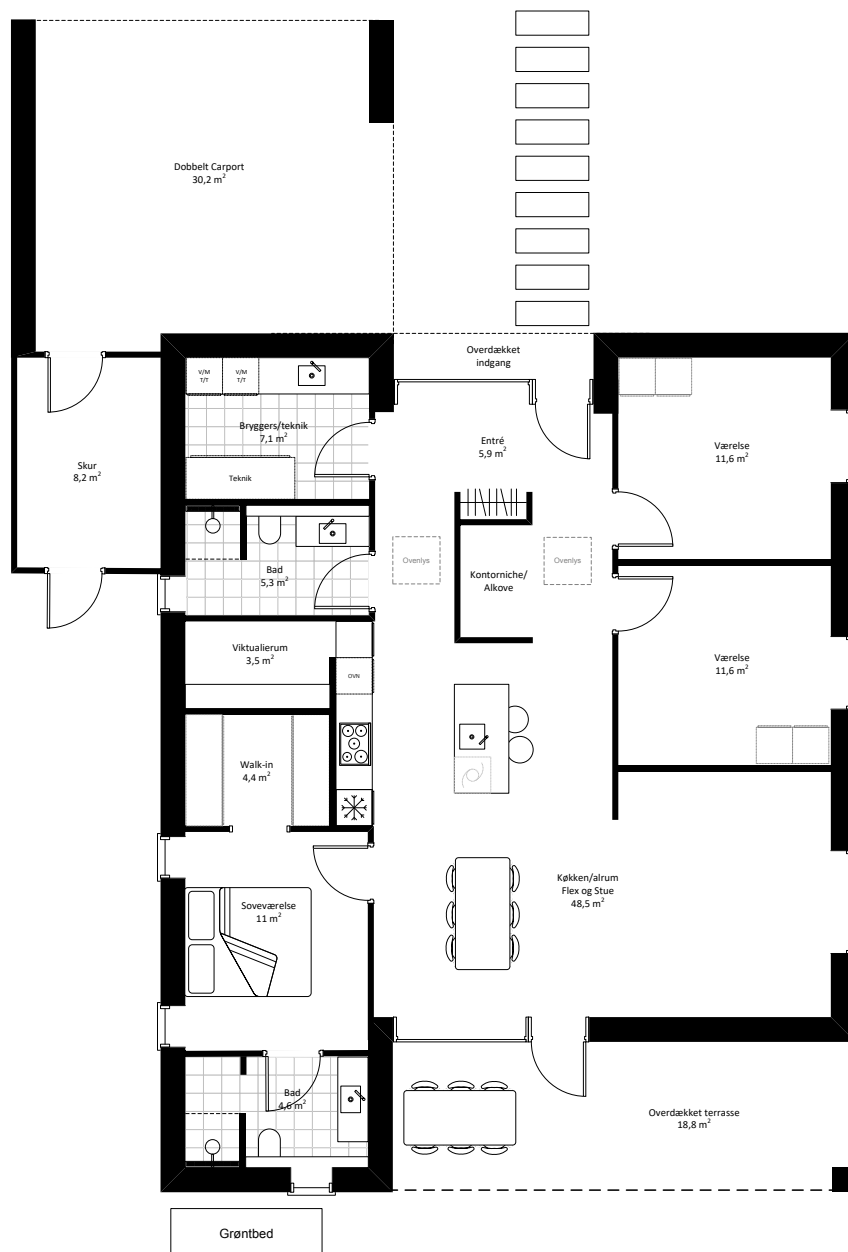 Dobbelt Carport
30,2 m²
Overdækket
indgang
V/M
T/T
V/M
T/T
Bryggers/teknik
7,1 m²
Teknik
Entré
5,9 m²
Værelse
11,6 m²
Skur
8,2 m²
Ovenlys
Ovenlys
Bad
5,3 m²
Kontorniche/
Alkove
Viktualierum
3,5 m²
OVN
Værelse
11,6 m²
Walk-in
4,4 m²
Køkken/alrum
Flex og Stue
48,5 m²
Soveværelse
11 m²
Bad
4,6 m²
Overdækket terrasse
18,8 m²
Grøntbed